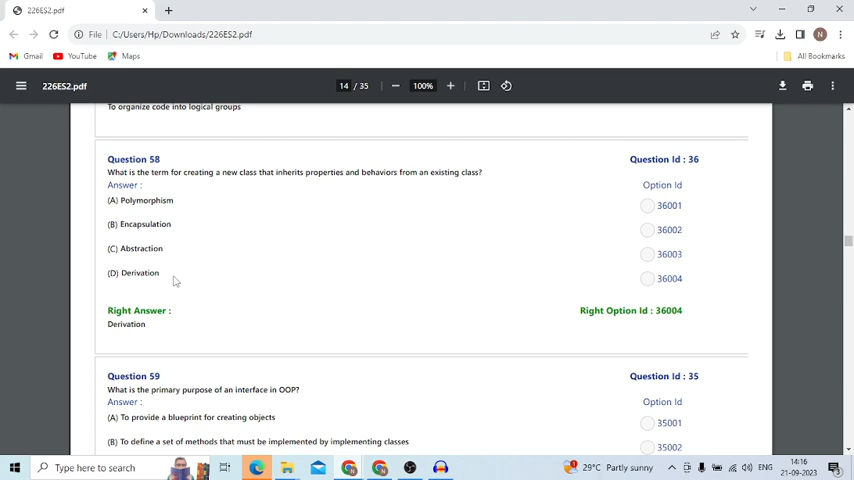 226ES2.pdf
File
C:/Users/Hp/Downloads/226ES2.pdf
N
Gmail
YouTube
Maps
All Bookmarks
226ES2.pdf
14 / 35
100%
To organize code into logical groups
Question 58
Question Id : 36
What is the term for creating a new class that inherits properties and behaviors from an existing class?
Answer :
Option Id
(A) Polymorphism
36001
(B) Encapsulation
36002
(C) Abstraction
36003
(D) Derivation
36004
Right Answer :
Right Option Id : 36004
Derivation
Question 59
Question Id : 35
What is the primary purpose of an interface in OOP?
Answer :
Option Id
(A) To provide a blueprint for creating objects
35001
(B) To define a set of methods that must be implemented by implementing classes
35002
Type here to search
29°C Partly sunny
ENG
14:16
21-09-2023
3